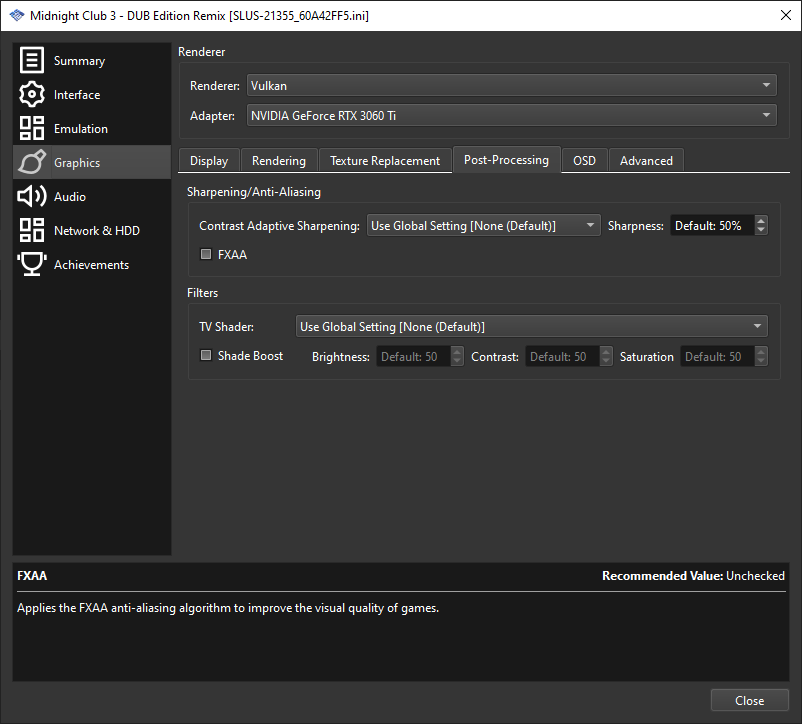 Midnight Club 3 - DUB Edition Remix [SLUS-21355_60A42FF5.ini]
Summary
Interface
Emulation
Graphics
Audio
Network & HDD
Achievements
Renderer
Renderer: Vulkan
Adapter: NVIDIA GeForce RTX 3060 Ti
Display Rendering Texture Replacement Post-Processing OSD Advanced
Sharpening/Anti-Aliasing
Contrast Adaptive Sharpening: Use Global Setting [None (Default)] Sharpness: Default: 50%
FXAA
Filters
TV Shader: Use Global Setting [None (Default)]
Shade Boost Brightness: Default: 50 Contrast: Default: 50 Saturation Default: 50
FXAA Recommended Value: Unchecked
Applies the FXAA anti-aliasing algorithm to improve the visual quality of games.
Close